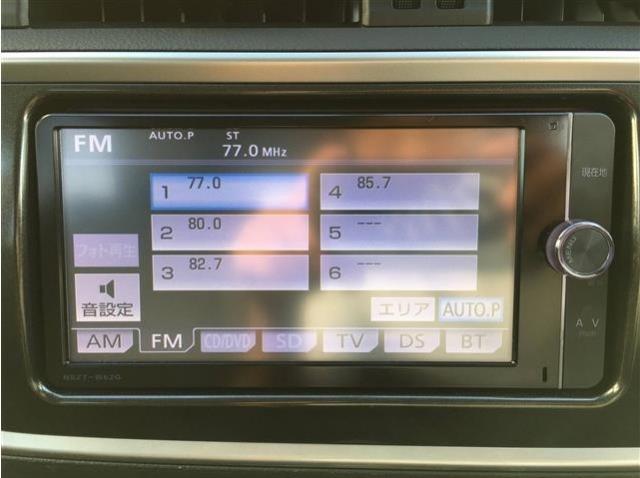 FM AUTO.P ST
77.0 MHz
1 77.0
4 85.7
2 80.0
5 ---
3 82.7
6 ---
フォト再生
音設定
エリア AUTO.P
AM FM CD/DVD SD TV DS BT
NSZT-W62G
現在地
A V